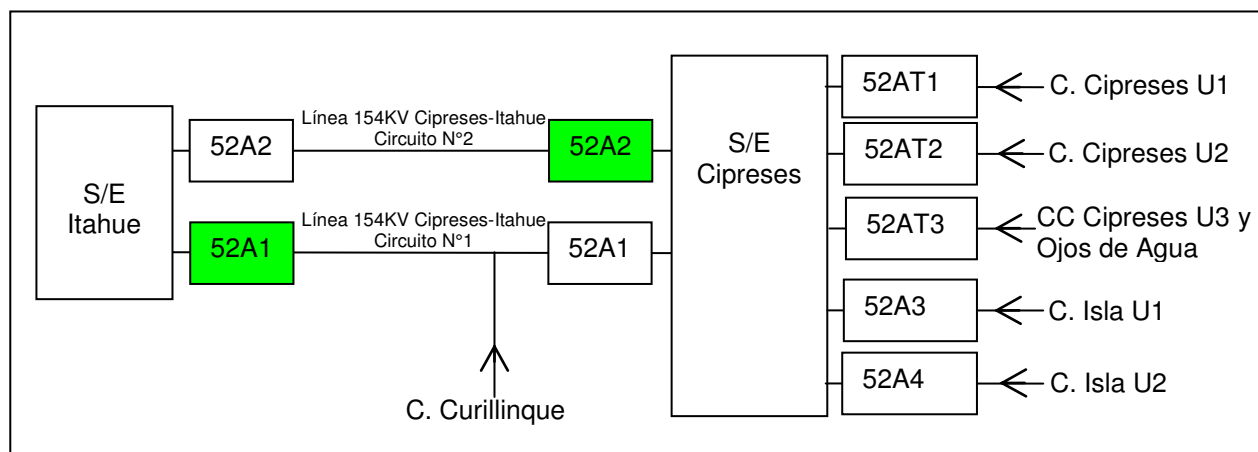 S/E
Itahue
52A2
Línea 154KV Cipreses-Itahue
Circuito N°2
52A2
52A1
Línea 154KV Cipreses-Itahue
Circuito N°1
52A1
C. Curillinque
S/E
Cipreses
52AT1
C. Cipreses U1
52AT2
C. Cipreses U2
52AT3
CC Cipreses U3 y
Ojos de Agua
52A3
C. Isla U1
52A4
C. Isla U2